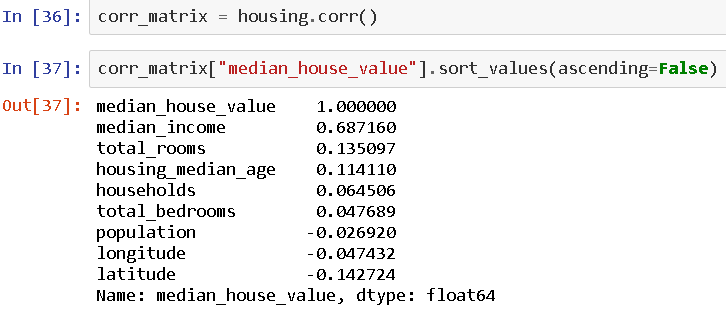 In [36]: corr_matrix = housing.corr()
In [37]: corr_matrix["median_house_value"].sort_values(ascending=False)
Out[37]: median_house_value    1.000000
median_income         0.687160
total_rooms           0.135097
housing_median_age    0.114110
households            0.064506
total_bedrooms        0.047689
population           -0.026920
longitude            -0.047432
latitude             -0.142724
Name: median_house_value, dtype: float64